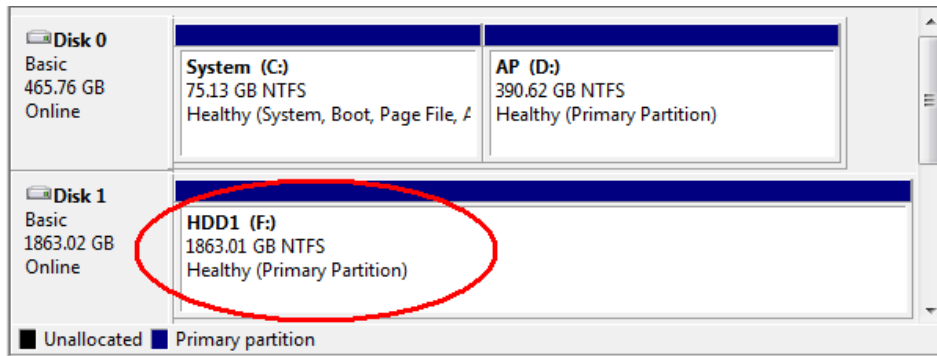 Disk 0
Basic
465.76 GB
Online
System (C:)
75.13 GB NTFS
Healthy (System, Boot, Page File, A
AP (D:)
390.62 GB NTFS
Healthy (Primary Partition)
Disk 1
Basic
1863.02 GB
Online
HDD1 (F:)
1863.01 GB NTFS
Healthy (Primary Partition)
Unallocated Primary partition